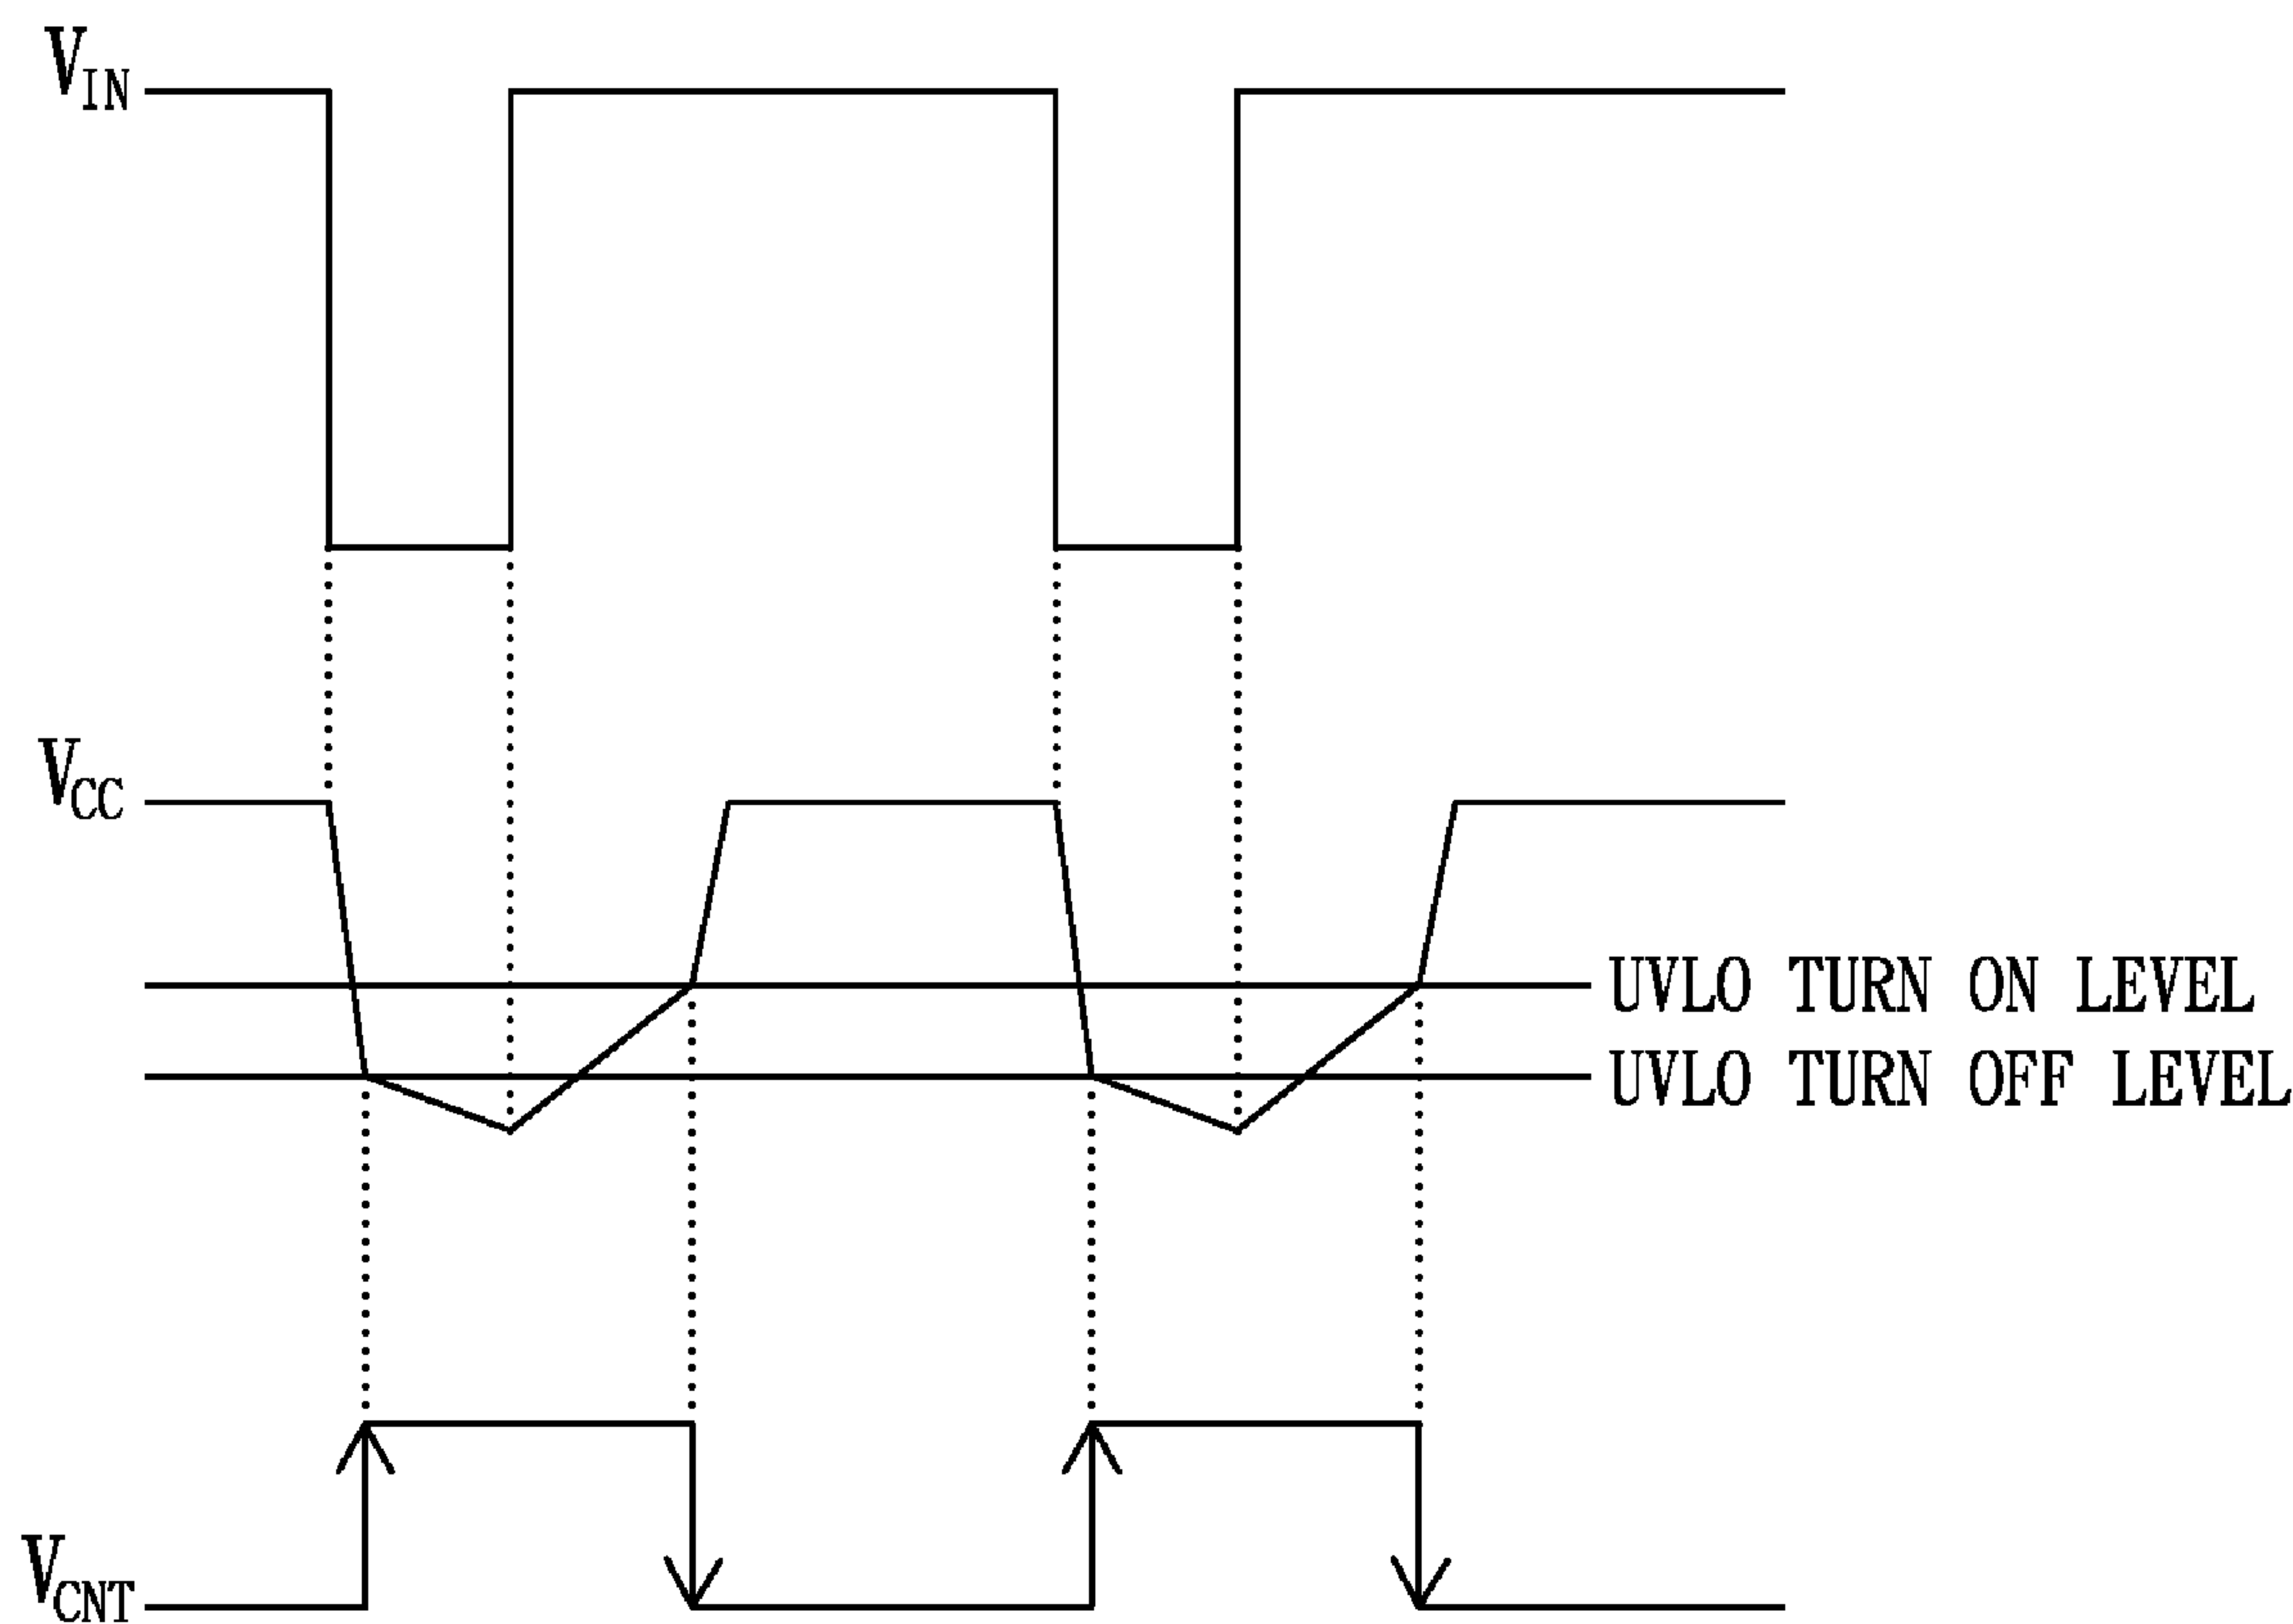 VIN
VCC
UVLO TURN ON LEVEL
UVLO TURN OFF LEVEL
VCNT